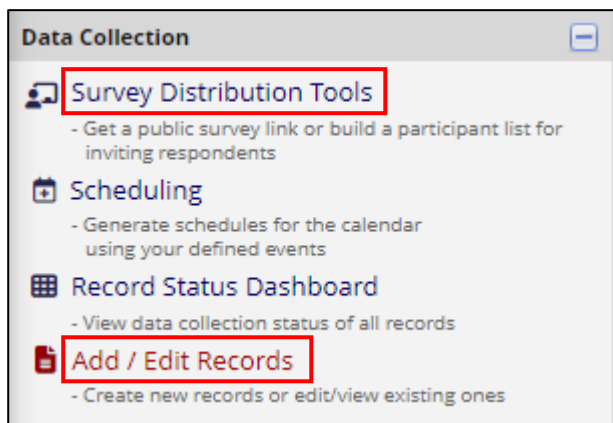 Data Collection
Survey Distribution Tools
- Get a public survey link or build a participant list for
inviting respondents
Scheduling
- Generate schedules for the calendar
using your defined events
Record Status Dashboard
- View data collection status of all records
Add / Edit Records
- Create new records or edit/view existing ones